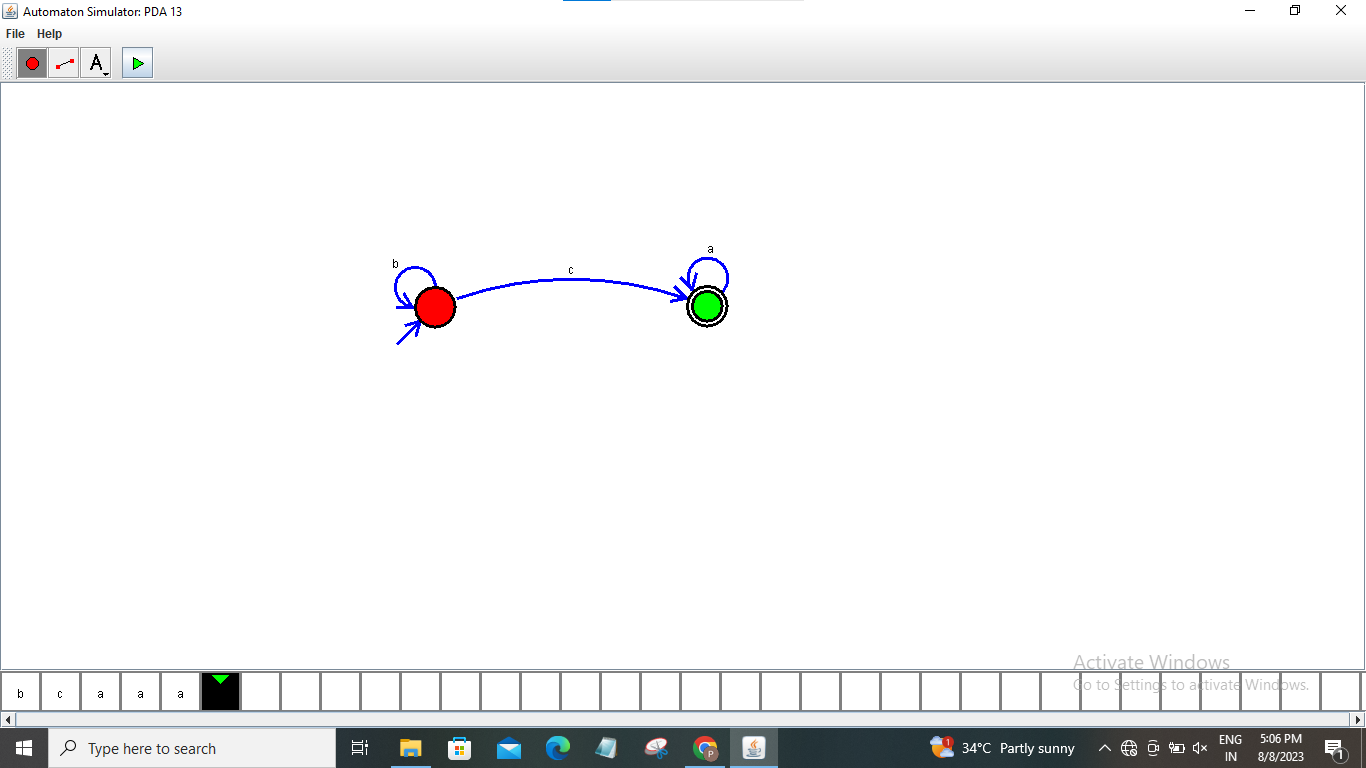 Automaton Simulator: PDA 13
File Help
A
b
c
a
b c a a a
Activate Windows
Go to Settings to activate Windows.
Type here to search
1
34°C Partly sunny
ENG
IN
5:06 PM
8/8/2023
1